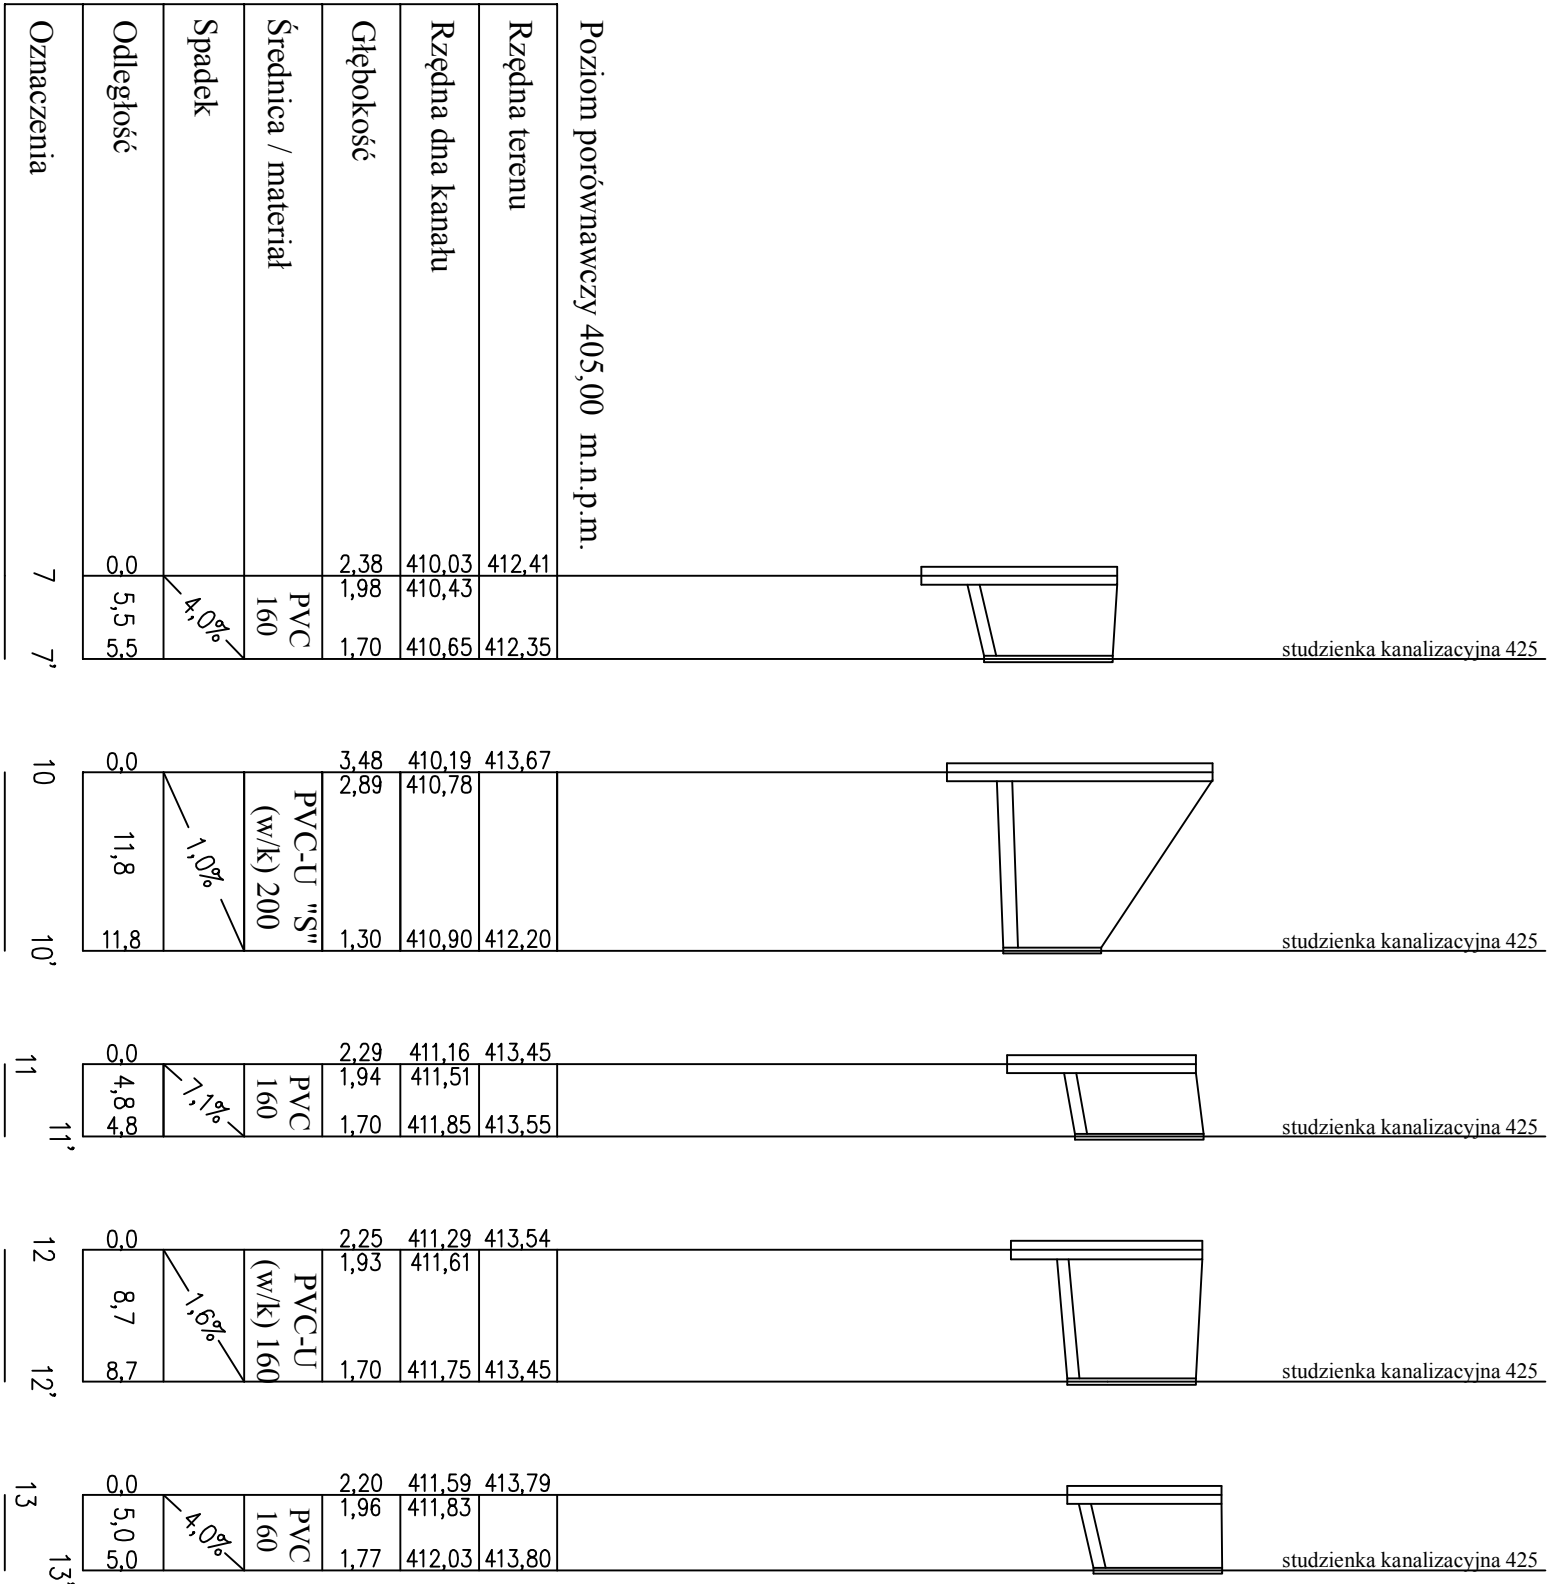 Poziom porównawczy 405,00 m.n.p.m.
Rzędna terenu
Rzędna dna kanału
Głębokość
Średnica / materiał
Spadek
Odległość
Oznaczenia
0,0 2,38 410,03 412,41
1,98 410,43
5,5 4,0% PVC 160
5,5 1,70 410,65 412,35
7 7'
studzienka kanalizacyjna 425
0,0 3,48 410,19 413,67
2,89 410,78
11,8 1,0% PVC-U "S" (w/k) 200
11,8 1,30 410,90 412,20
10 10'
studzienka kanalizacyjna 425
0,0 2,29 411,16 413,45
1,94 411,51
4,8 7,1% PVC 160
4,8 1,70 411,85 413,55
11 11'
studzienka kanalizacyjna 425
0,0 2,25 411,29 413,54
1,93 411,61
8,7 1,6% PVC-U (w/k) 160
8,7 1,70 411,75 413,45
12 12'
studzienka kanalizacyjna 425
0,0 2,20 411,59 413,79
1,96 411,83
5,0 4,0% PVC 160
5,0 1,77 412,03 413,80
13 13'
studzienka kanalizacyjna 425